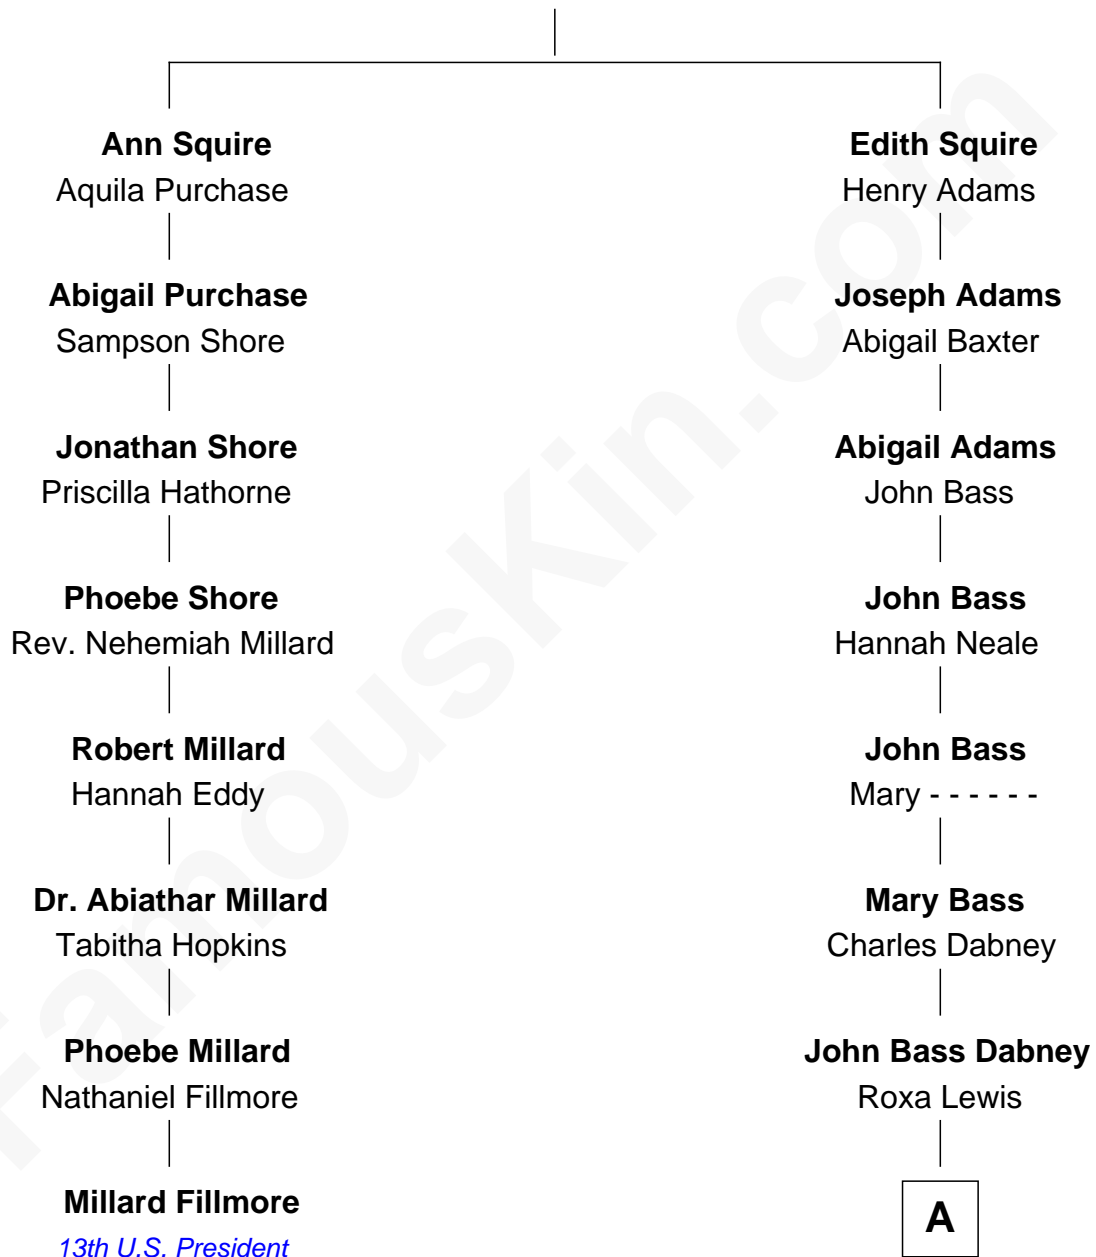 Ann Squire
Aquila Purchase
Abigail Purchase
Sampson Shore
Jonathan Shore
Priscilla Hathorne
Phoebe Shore
Rev. Nehemiah Millard
Robert Millard
Hannah Eddy
Dr. Abiathar Millard
Tabitha Hopkins
Phoebe Millard
Nathaniel Fillmore
Millard Fillmore
13th U.S. President
Edith Squire
Henry Adams
Joseph Adams
Abigail Baxter
Abigail Adams
John Bass
John Bass
Hannah Neale
John Bass
Mary - - - - - -
Mary Bass
Charles Dabney
John Bass Dabney
Roxa Lewis
A
FamousKin.com